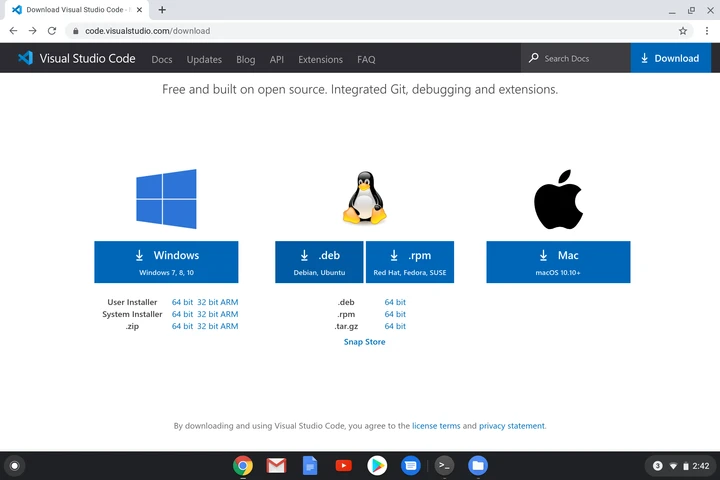 Download Visual Studio Code -
code.visualstudio.com/download
Visual Studio Code Docs Updates Blog API Extensions FAQ Search Docs Download
Free and built on open source. Integrated Git, debugging and extensions.
Windows
Windows 7, 8, 10
.deb
Debian, Ubuntu
.rpm
Red Hat, Fedora, SUSE
Mac
macOS 10.10+
User Installer 64 bit 32 bit ARM
System Installer 64 bit 32 bit ARM
.zip 64 bit 32 bit ARM
.deb 64 bit
.rpm 64 bit
.tar.gz 64 bit
Snap Store
By downloading and using Visual Studio Code, you agree to the license terms and privacy statement.
3 2:42